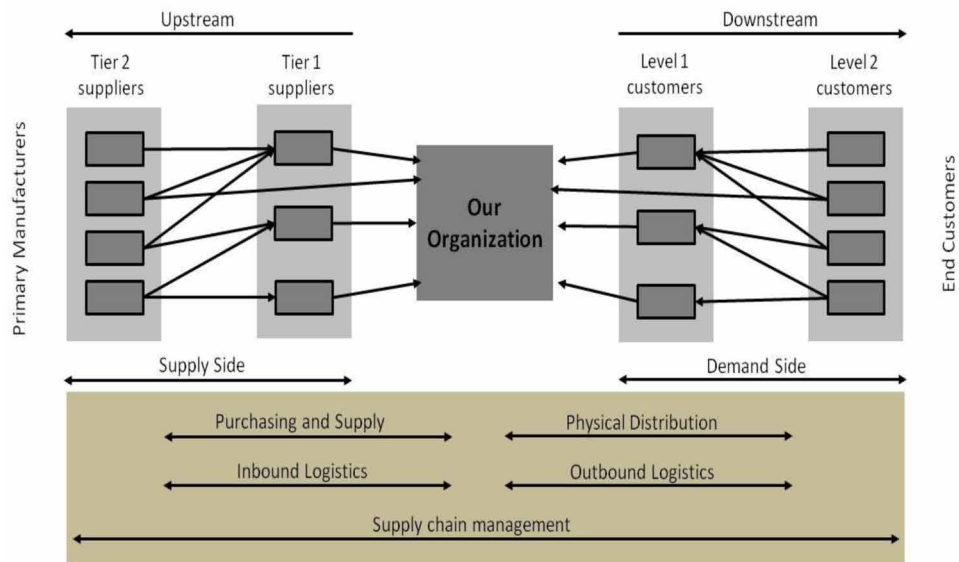 Upstream
Downstream
Tier 2
suppliers
Tier 1
suppliers
Level 1
customers
Level 2
customers
Primary Manufacturers
Our
Organization
End Customers
Supply Side
Demand Side
Purchasing and Supply
Physical Distribution
Inbound Logistics
Outbound Logistics
Supply chain management